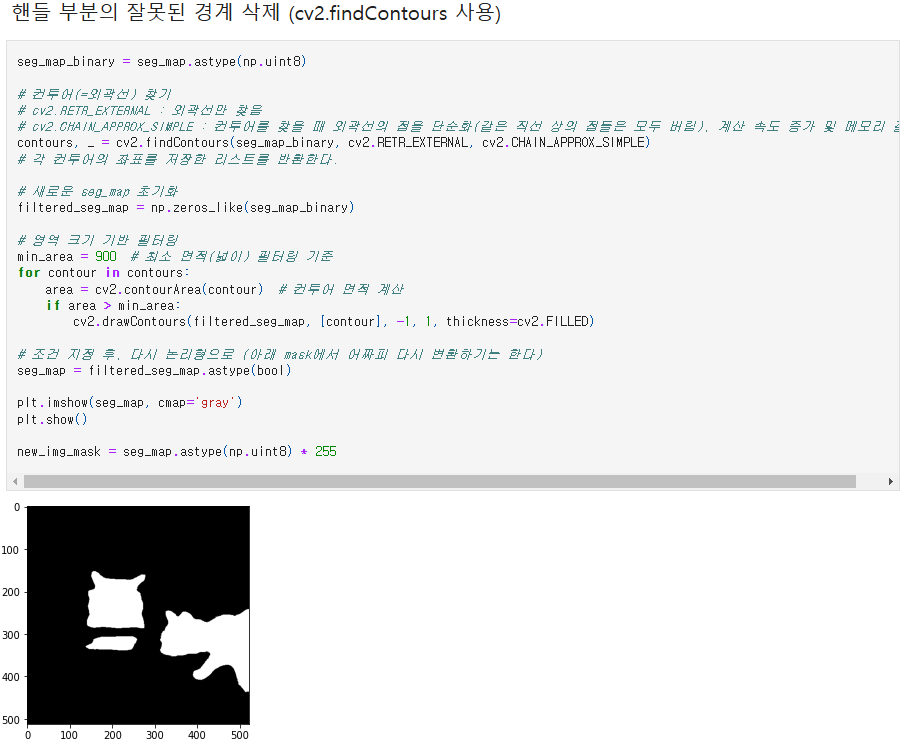 핸들 부분의 잘못된 경계 삭제 (cv2.findContours 사용)
seg_map_binary = seg_map.astype(np.uint8)
# 컨투어(=외곽선) 찾기
# cv2.RETR_EXTERNAL : 외곽선만 찾음
# cv2.CHAIN_APPROX_SIMPLE : 컨투어를 찾을 때 외곽선의 점을 단순화(같은 직선 상의 점들은 모두 버림). 계산 속도 증가 및 메모리
contours, _ = cv2.findContours(seg_map_binary, cv2.RETR_EXTERNAL, cv2.CHAIN_APPROX_SIMPLE)
# 각 컨투어의 좌표를 저장한 리스트를 반환한다.
# 새로운 seg_map 초기화
filtered_seg_map = np.zeros_like(seg_map_binary)
# 영역 크기 기반 필터링
min_area = 900 # 최소 면적(넓이) 필터링 기준
for contour in contours:
area = cv2.contourArea(contour) # 컨투어 면적 계산
if area > min_area:
cv2.drawContours(filtered_seg_map, [contour], -1, 1, thickness=cv2.FILLED)
# 조건 지정 후, 다시 논리형으로 (아래 mask에서 어짜피 다시 변환하기는 한다)
seg_map = filtered_seg_map.astype(bool)
plt.imshow(seg_map, cmap='gray')
plt.show()
new_img_mask = seg_map.astype(np.uint8) * 255
0
100
200
300
400
500
0 100 200 300 400 500